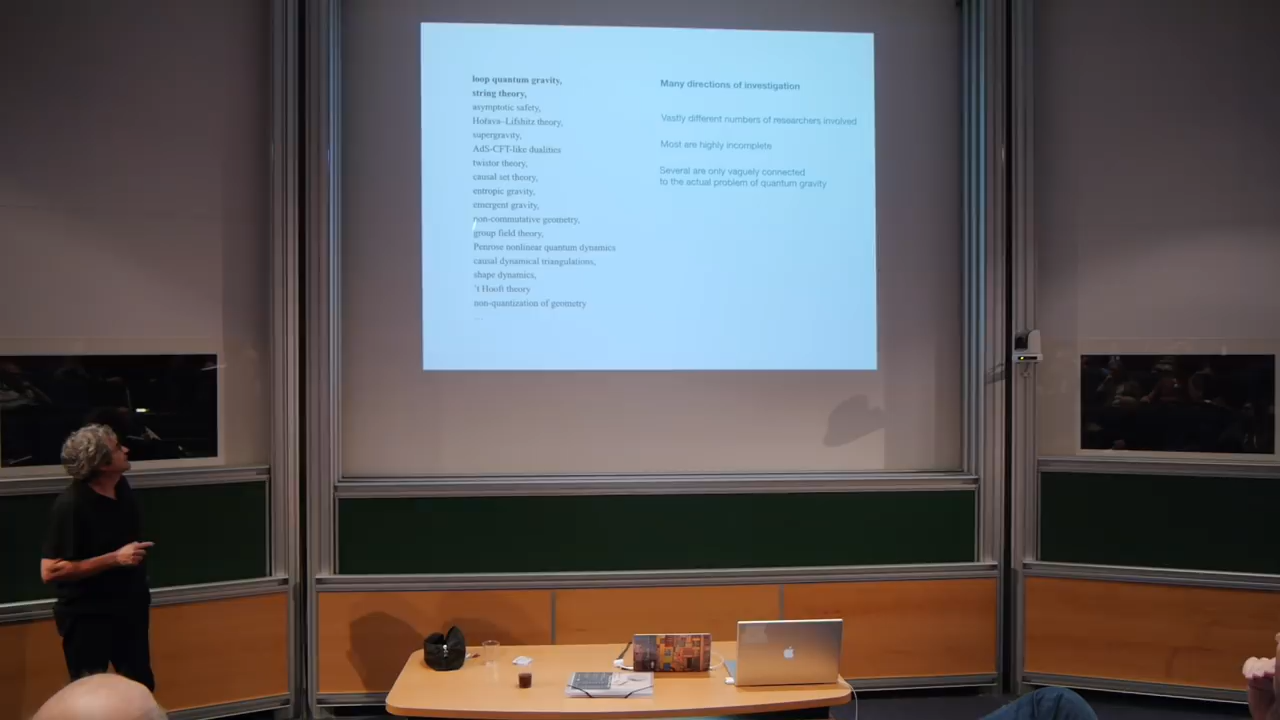 loop quantum gravity,
string theory,
asymptotic safety,
Hořava–Lifshitz theory,
supergravity,
AdS-CFT-like dualities
twistor theory,
causal set theory,
entropic gravity,
emergent gravity,
non-commutative geometry,
group field theory,
Penrose nonlinear quantum dynamics
causal dynamical triangulations,
shape dynamics,
't Hooft theory
non-quantization of geometry
...
Many directions of investigation
Vastly different numbers of researchers involved
Most are highly incomplete
Several are only vaguely connected
to the actual problem of quantum gravity